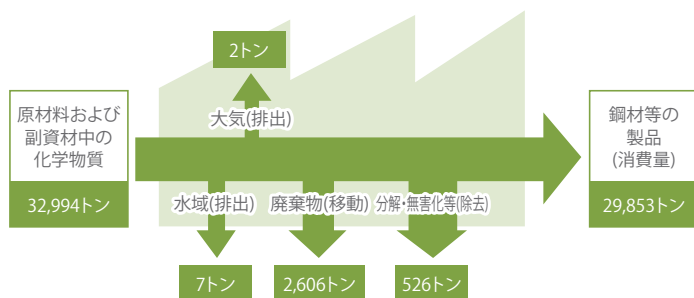 2トン
大気(排出)
原材料および
副資材中の
化学物質
32,994トン
鋼材等の
製品
(消費量)
29,853トン
水域(排出)
廃棄物(移動)
分解・無害化等(除去)
7トン
2,606トン
526トン